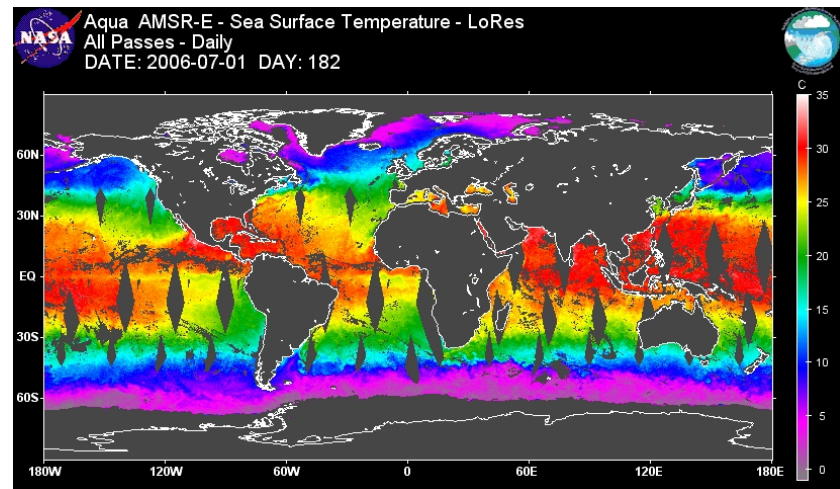 NASA
Aqua AMSR-E - Sea Surface Temperature - LoRes
All Passes - Daily
DATE: 2006-07-01 DAY: 182
C
35
30
25
20
15
10
5
0
60N
30N
EQ
30S
60S
180W
120W
60W
0
60E
120E
180E